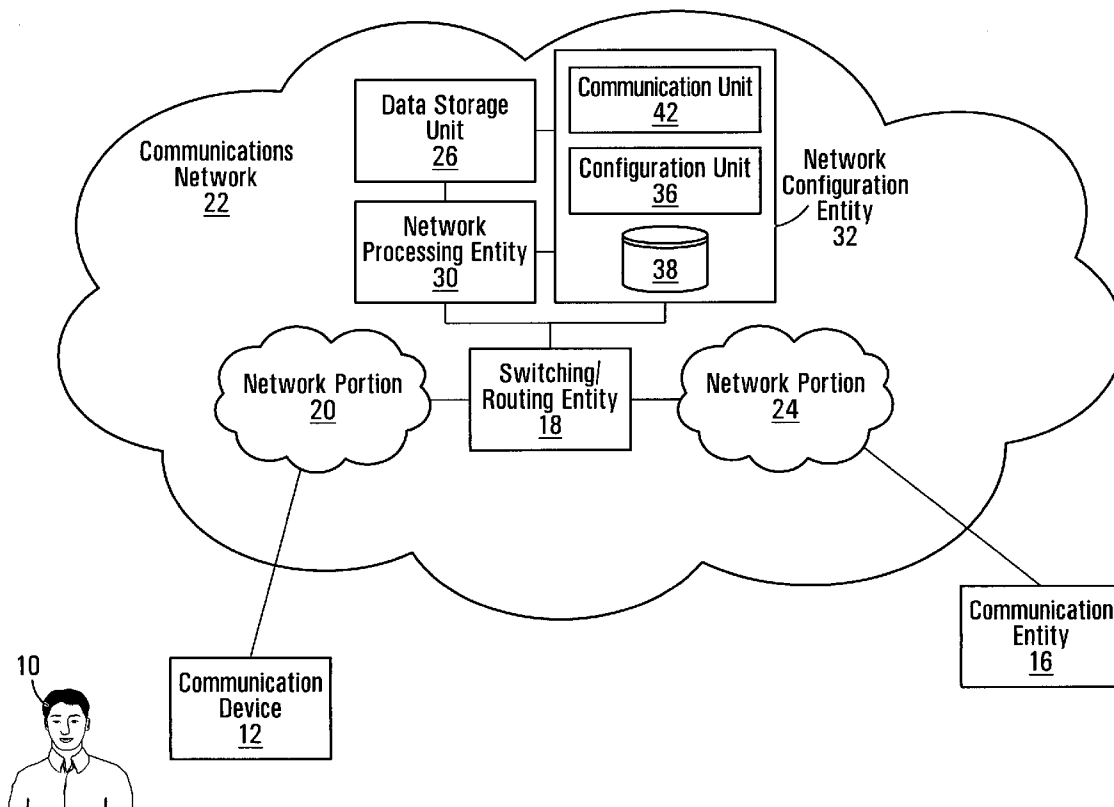 Communications
Network
22
Data Storage
Unit
26
Communication Unit
42
Configuration Unit
36
38
Network
Configuration
Entity
32
Network
Processing Entity
30
Network Portion
20
Switching/
Routing Entity
18
Network Portion
24
Communication
Entity
16
10
Communication
Device
12